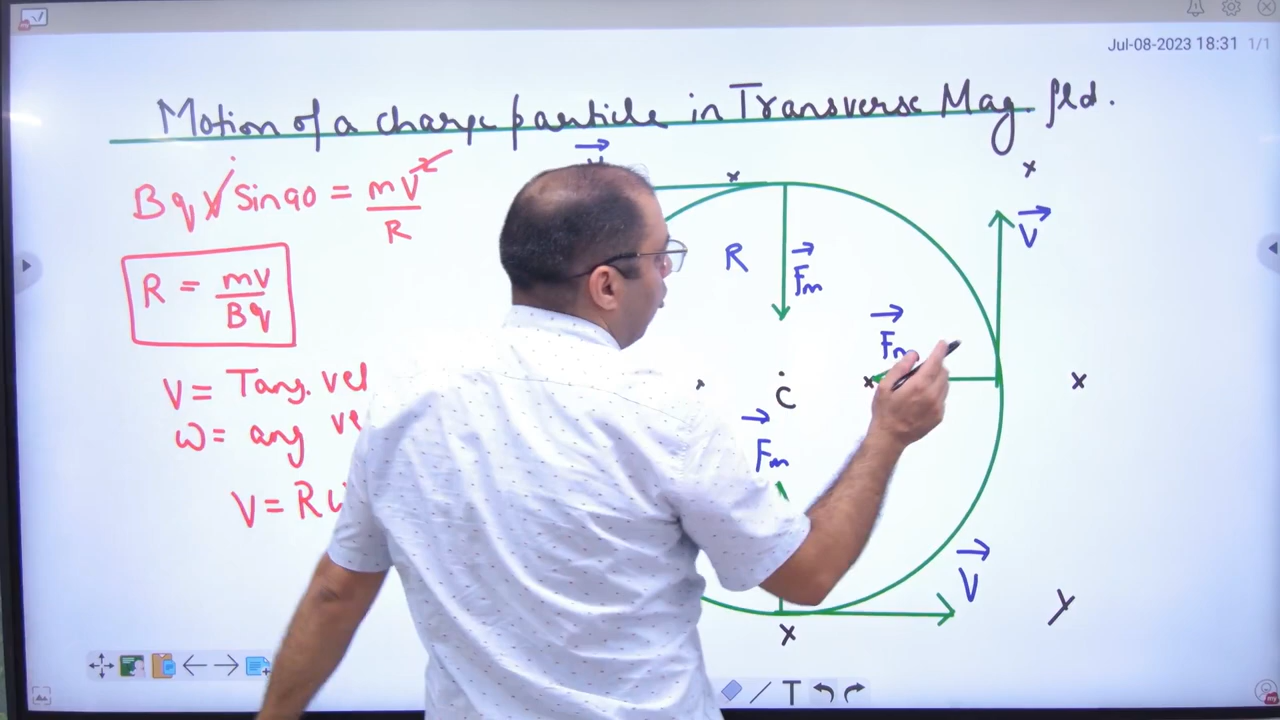 Jul-08-2023 18:31 1/1
Motion of a charge particle in Transverse Mag. fld.
Bqv Sin90 = mv²/R
R = mv/Bq
V = Tang. vel
ω = ang ve
V = Rω
V
R
Fm
V
Fm
C
Fm
V
x
x
x
x
x
T